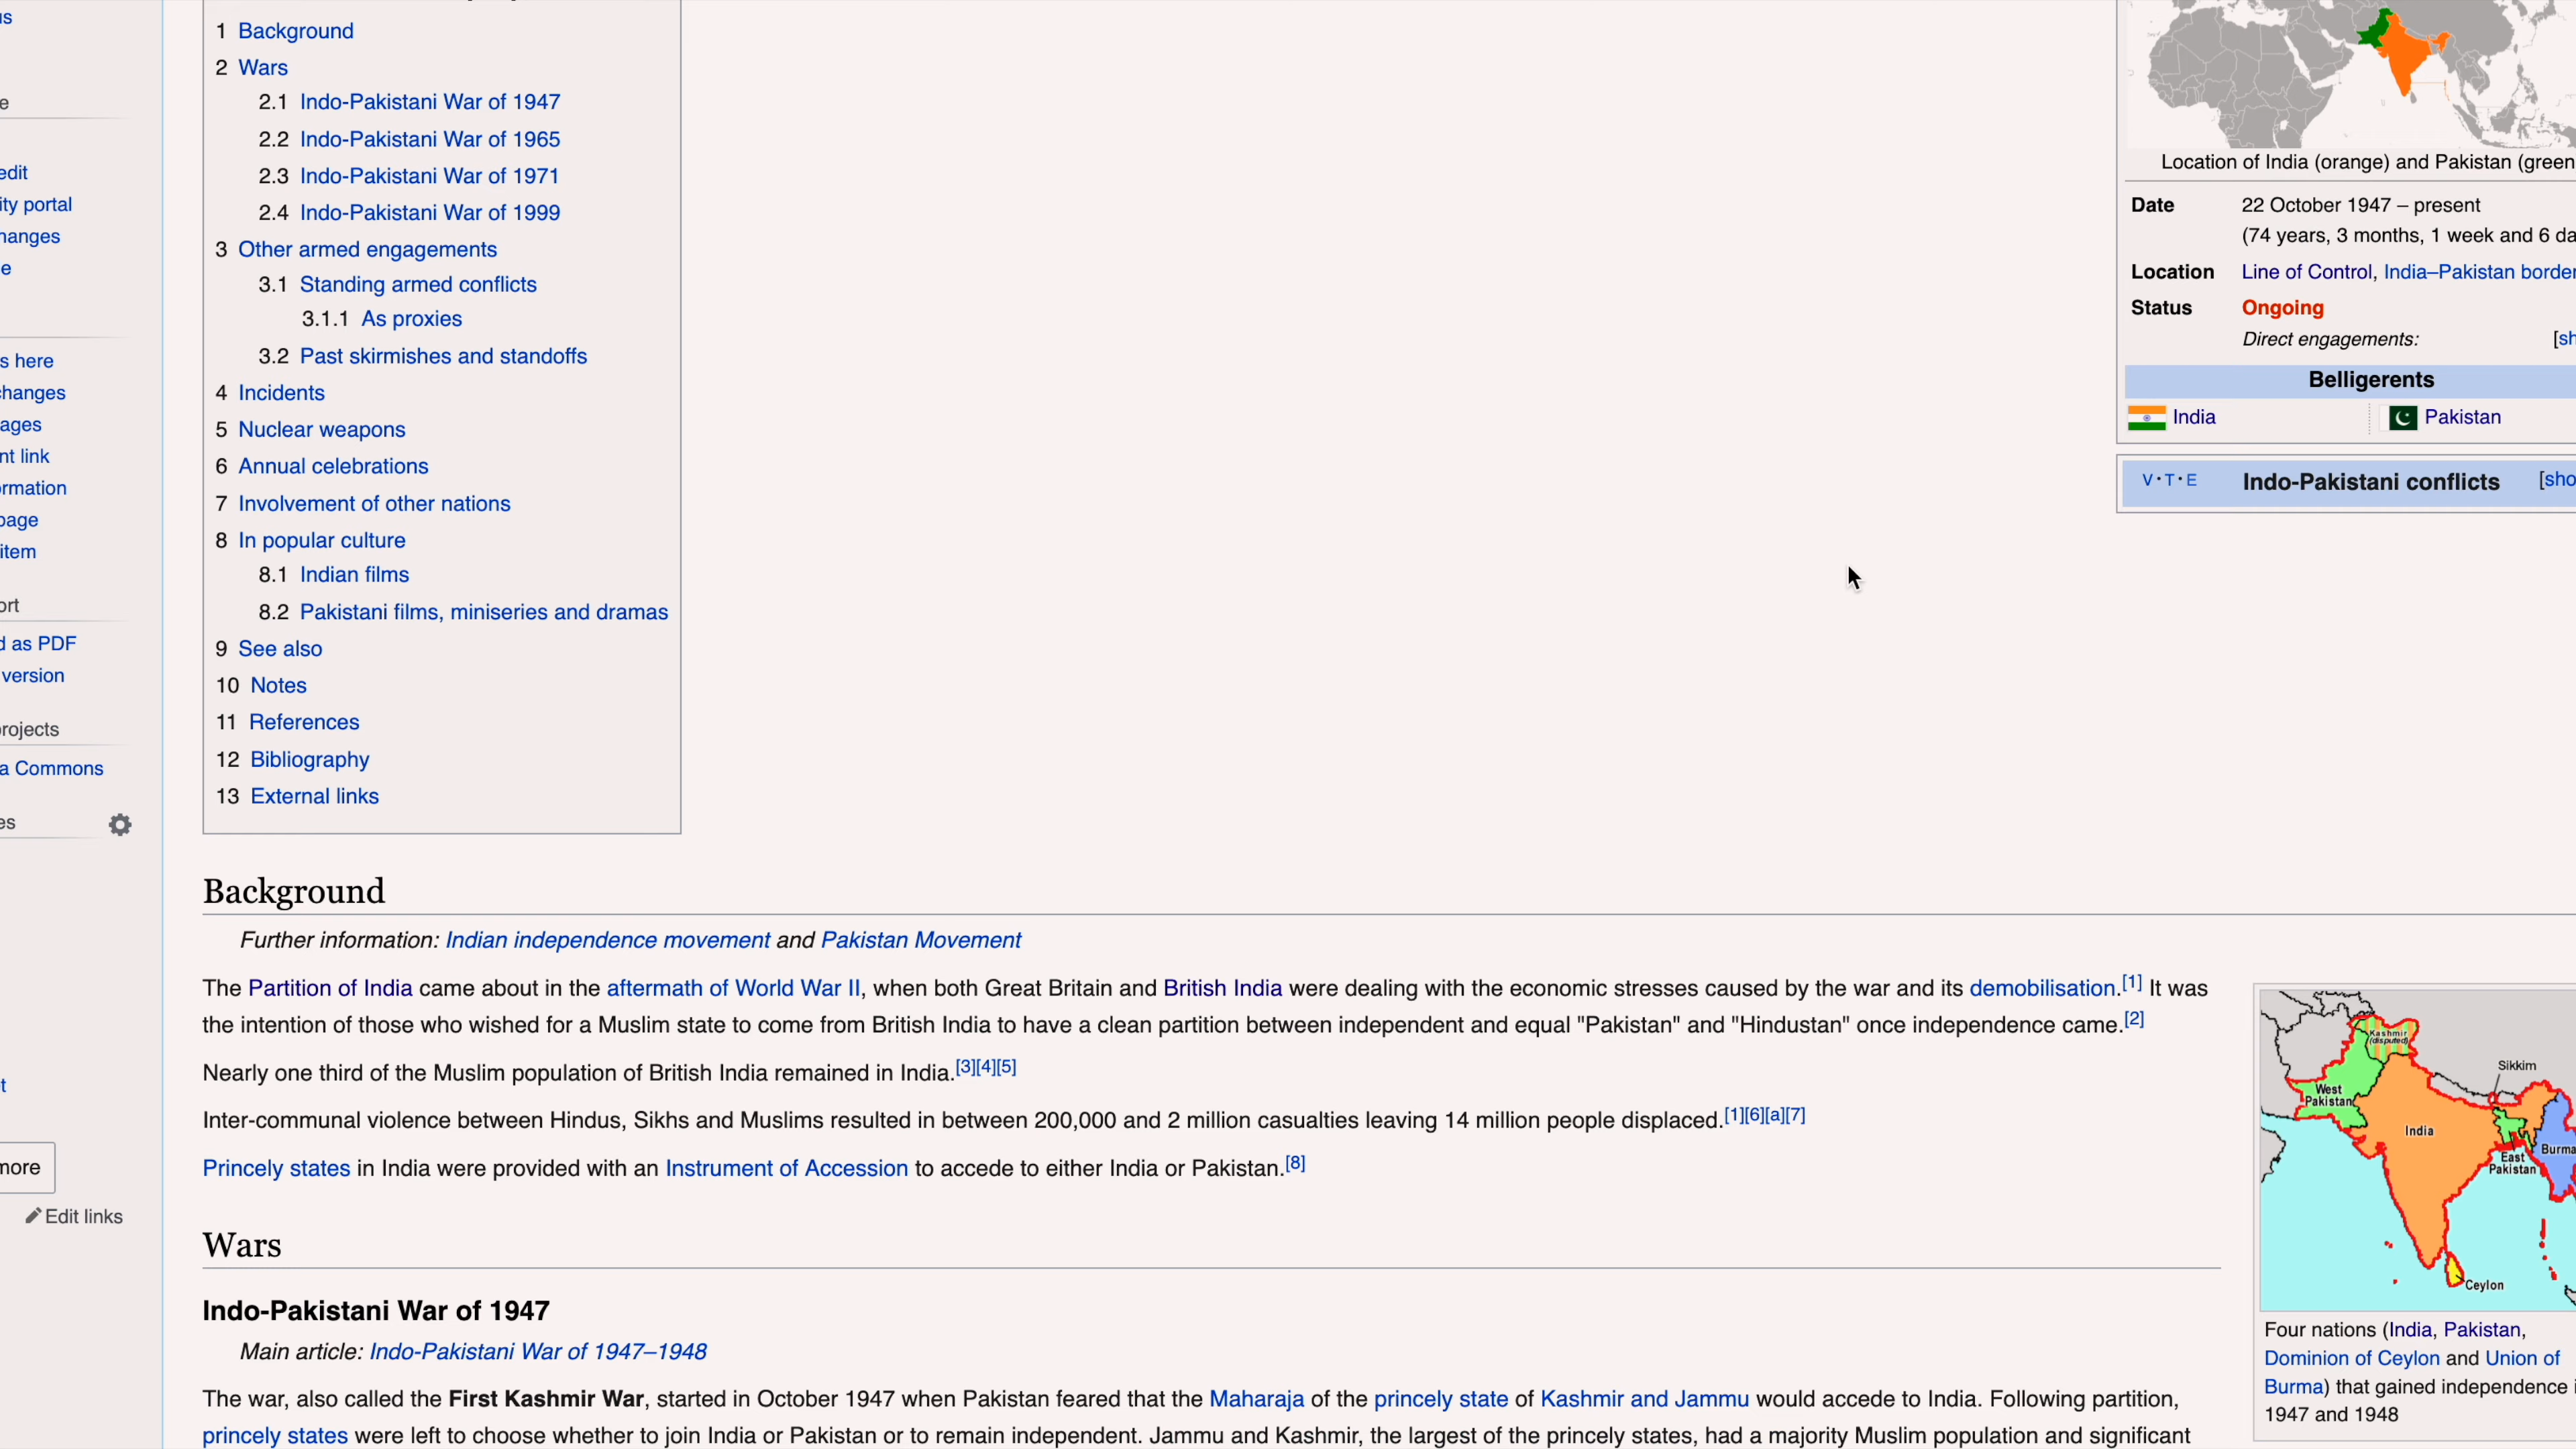 us
e
edit
ity portal
hanges
e
s here
changes
ages
nt link
ormation
page
item
ort
d as PDF
version
projects
a Commons
es
t
more
Edit links
1 Background
2 Wars
2.1 Indo-Pakistani War of 1947
2.2 Indo-Pakistani War of 1965
2.3 Indo-Pakistani War of 1971
2.4 Indo-Pakistani War of 1999
3 Other armed engagements
3.1 Standing armed conflicts
3.1.1 As proxies
3.2 Past skirmishes and standoffs
4 Incidents
5 Nuclear weapons
6 Annual celebrations
7 Involvement of other nations
8 In popular culture
8.1 Indian films
8.2 Pakistani films, miniseries and dramas
9 See also
10 Notes
11 References
12 Bibliography
13 External links
Location of India (orange) and Pakistan (green
Date 22 October 1947 – present
(74 years, 3 months, 1 week and 6 da
Location Line of Control, India–Pakistan border
Status Ongoing
Direct engagements: [sh
Belligerents
India Pakistan
V·T·E Indo-Pakistani conflicts [sho
Background
Further information: Indian independence movement and Pakistan Movement
The Partition of India came about in the aftermath of World War II, when both Great Britain and British India were dealing with the economic stresses caused by the war and its demobilisation.[1] It was
the intention of those who wished for a Muslim state to come from British India to have a clean partition between independent and equal "Pakistan" and "Hindustan" once independence came.[2]
Nearly one third of the Muslim population of British India remained in India.[3][4][5]
Inter-communal violence between Hindus, Sikhs and Muslims resulted in between 200,000 and 2 million casualties leaving 14 million people displaced.[1][6][a][7]
Princely states in India were provided with an Instrument of Accession to accede to either India or Pakistan.[8]
Wars
Indo-Pakistani War of 1947
Main article: Indo-Pakistani War of 1947–1948
The war, also called the First Kashmir War, started in October 1947 when Pakistan feared that the Maharaja of the princely state of Kashmir and Jammu would accede to India. Following partition,
princely states were left to choose whether to join India or Pakistan or to remain independent. Jammu and Kashmir, the largest of the princely states, had a majority Muslim population and significant
Kashmir
(disputed)
Sikkim
West
Pakistan
India
East
Pakistan
Burma
Ceylon
Four nations (India, Pakistan,
Dominion of Ceylon and Union of
Burma) that gained independence i
1947 and 1948